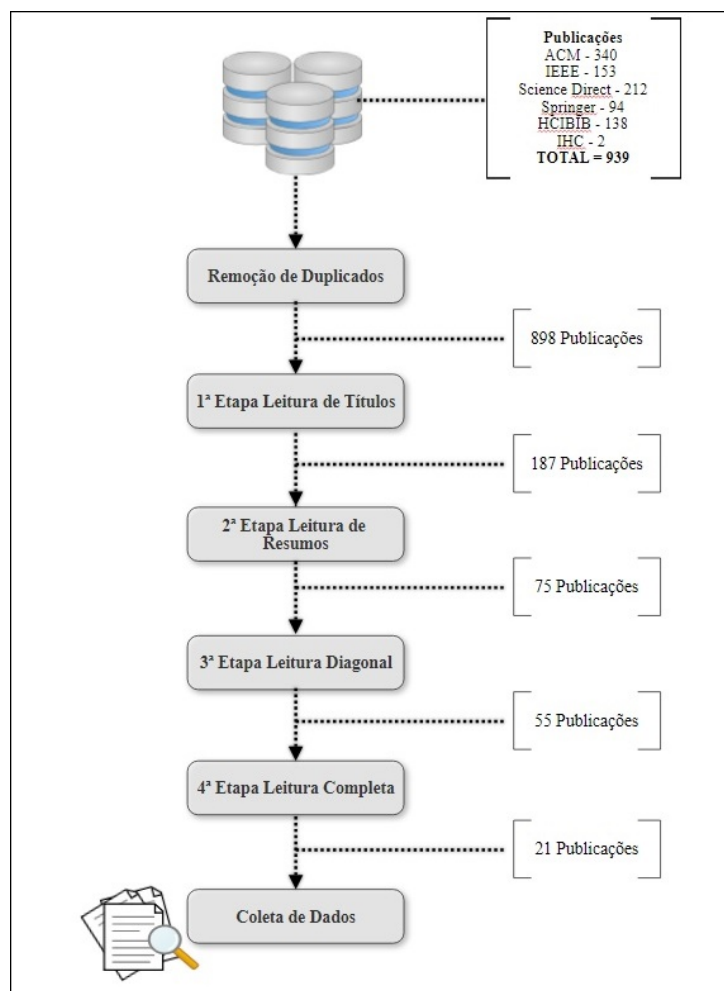 Publicações
ACM - 340
IEEE - 153
Science Direct - 212
Springer - 94
HCIBIB - 138
IHC - 2
TOTAL = 939
Remoção de Duplicados
898 Publicações
1ª Etapa Leitura de Títulos
187 Publicações
2ª Etapa Leitura de
Resumos
75 Publicações
3ª Etapa Leitura Diagonal
55 Publicações
4ª Etapa Leitura Completa
21 Publicações
Coleta de Dados